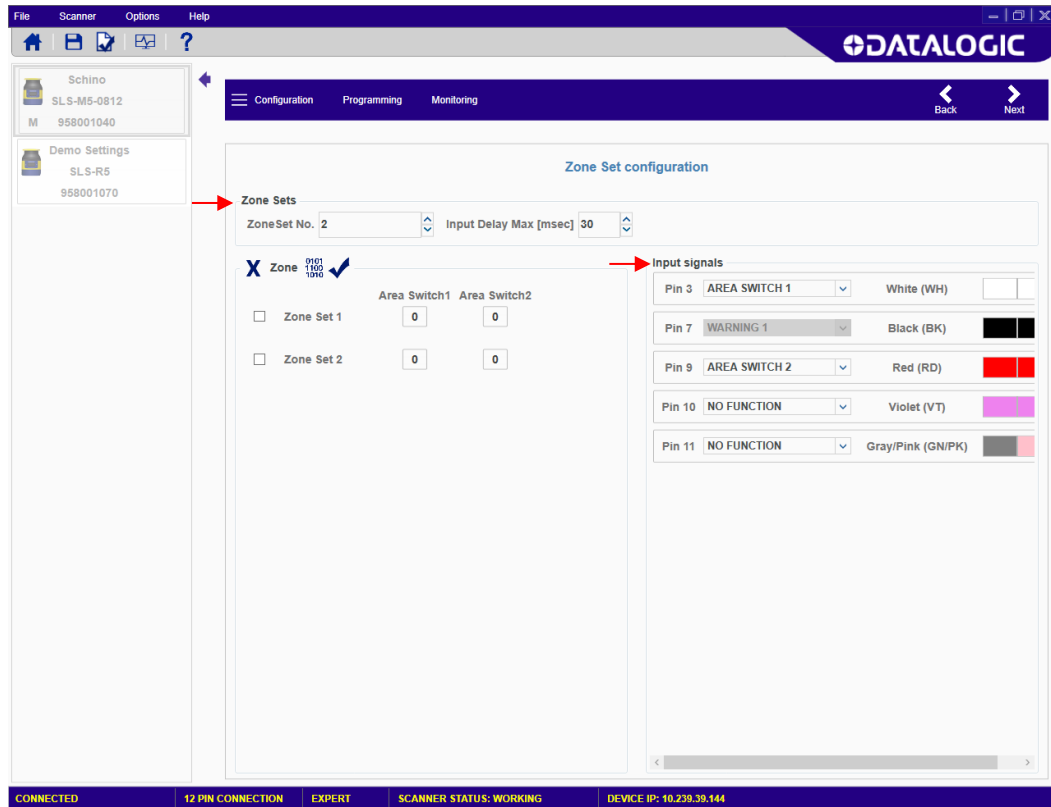 File Scanner Options Help
DATALOGIC
Schino
SLS-M5-0812
M 958001040
Demo Settings
SLS-R5
958001070
Configuration Programming Monitoring Back Next
Zone Set configuration
Zone Sets
ZoneSet No. 2 Input Delay Max [msec] 30
X Zone 0101 1100 1010
Area Switch1 Area Switch2
Zone Set 1 0 0
Zone Set 2 0 0
Input signals
Pin 3 AREA SWITCH 1 White (WH)
Pin 7 WARNING 1 Black (BK)
Pin 9 AREA SWITCH 2 Red (RD)
Pin 10 NO FUNCTION Violet (VT)
Pin 11 NO FUNCTION Gray/Pink (GN/PK)
CONNECTED 12 PIN CONNECTION EXPERT SCANNER STATUS: WORKING DEVICE IP: 10.239.39.144